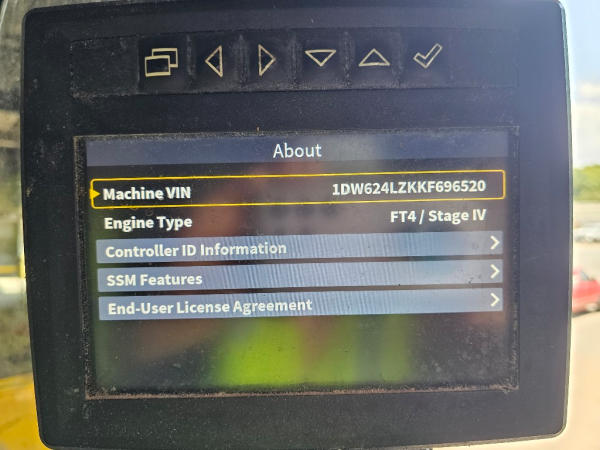 About
Machine VIN 1DW624LZKKF696520
Engine Type FT4 / Stage IV
Controller ID Information
SSM Features
End-User License Agreement